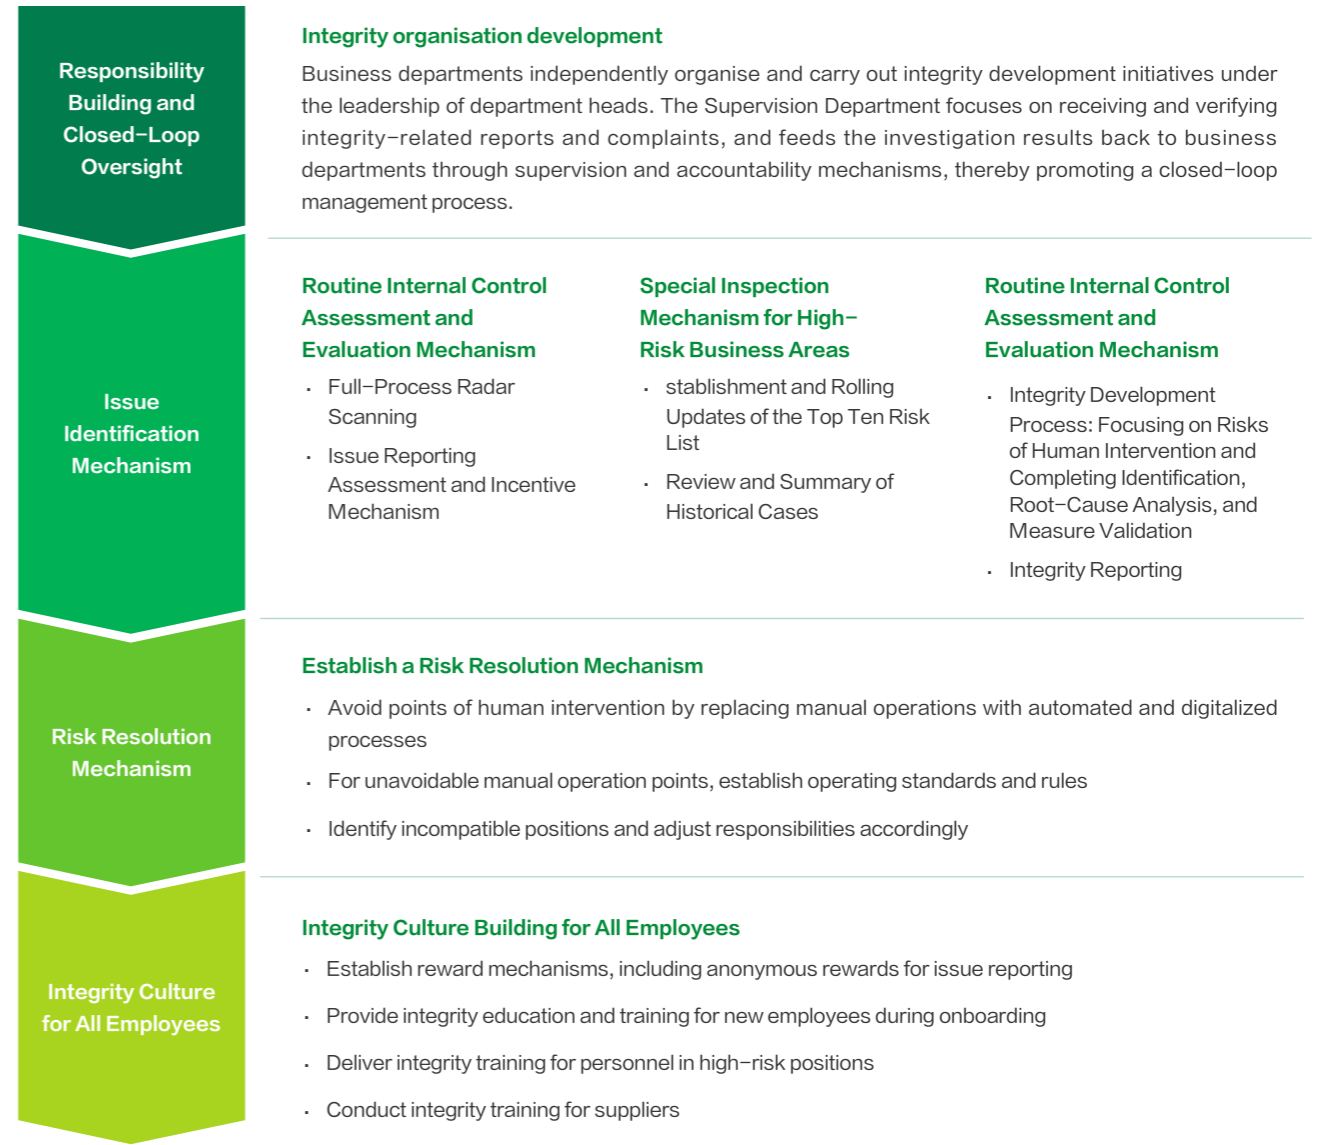 Responsibility
Building and
Closed-Loop
Oversight
Integrity organisation development
Business departments independently organise and carry out integrity development initiatives under
the leadership of department heads. The Supervision Department focuses on receiving and verifying
integrity-related reports and complaints, and feeds the investigation results back to business
departments through supervision and accountability mechanisms, thereby promoting a closed-loop
management process.
Issue
Identification
Mechanism
Routine Internal Control
Assessment and
Evaluation Mechanism
· Full-Process Radar
Scanning
· Issue Reporting
Assessment and Incentive
Mechanism
Special Inspection
Mechanism for High-
Risk Business Areas
· stablishment and Rolling
Updates of the Top Ten Risk
List
· Review and Summary of
Historical Cases
Routine Internal Control
Assessment and
Evaluation Mechanism
· Integrity Development
Process: Focusing on Risks
of Human Intervention and
Completing Identification,
Root-Cause Analysis, and
Measure Validation
· Integrity Reporting
Risk Resolution
Mechanism
Establish a Risk Resolution Mechanism
· Avoid points of human intervention by replacing manual operations with automated and digitalized
processes
· For unavoidable manual operation points, establish operating standards and rules
· Identify incompatible positions and adjust responsibilities accordingly
Integrity Culture
for All Employees
Integrity Culture Building for All Employees
· Establish reward mechanisms, including anonymous rewards for issue reporting
· Provide integrity education and training for new employees during onboarding
· Deliver integrity training for personnel in high-risk positions
· Conduct integrity training for suppliers